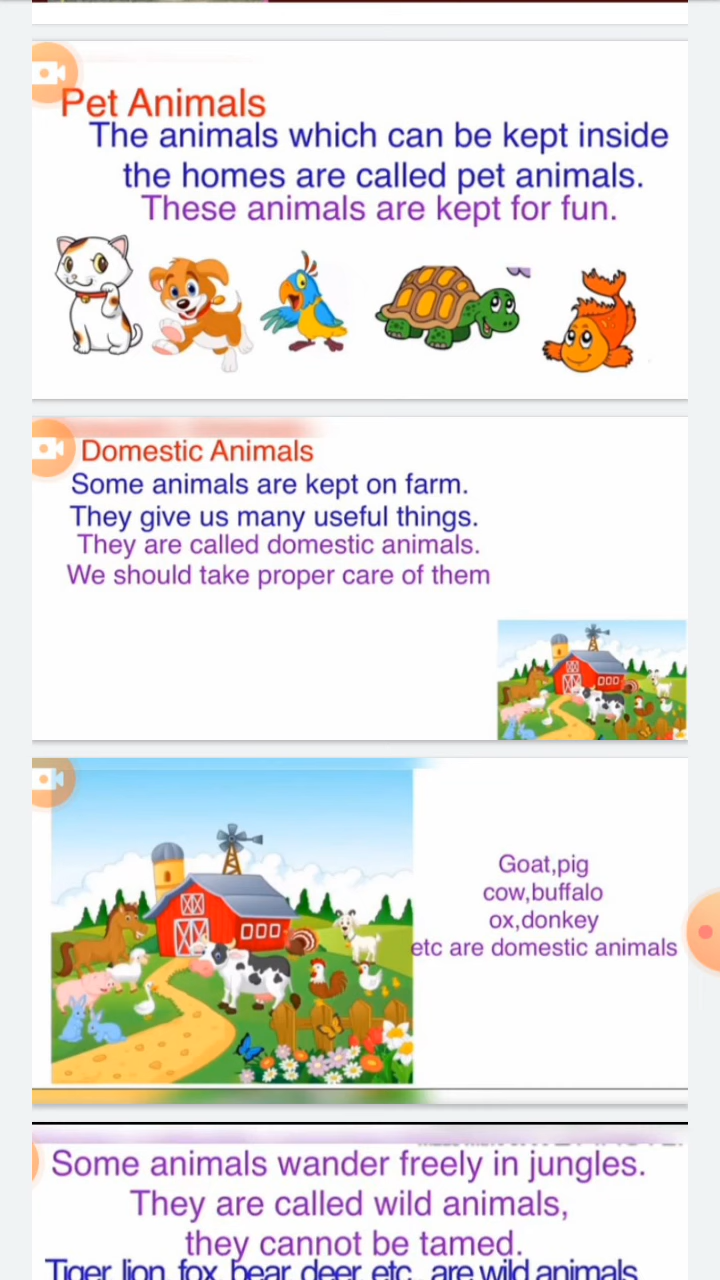 Pet Animals
The animals which can be kept inside
the homes are called pet animals.
These animals are kept for fun.
Domestic Animals
Some animals are kept on farm.
They give us many useful things.
They are called domestic animals.
We should take proper care of them
Goat,pig
cow,buffalo
ox,donkey
etc are domestic animals
Some animals wander freely in jungles.
They are called wild animals,
they cannot be tamed.
Tiger, lion, fox, bear, deer, etc. are wild animals